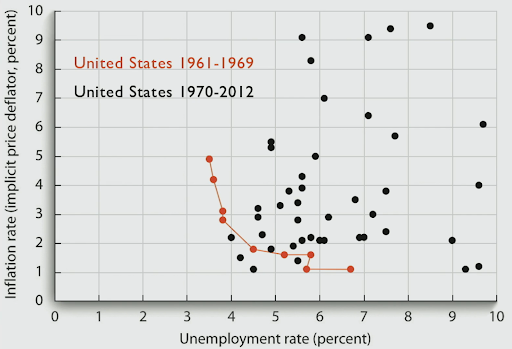 10
9
8
7
6
5
4
3
2
1
0
United States 1961-1969
United States 1970-2012
Inflation rate (implicit price deflator, percent)
0 1 2 3 4 5 6 7 8 9 10
Unemployment rate (percent)